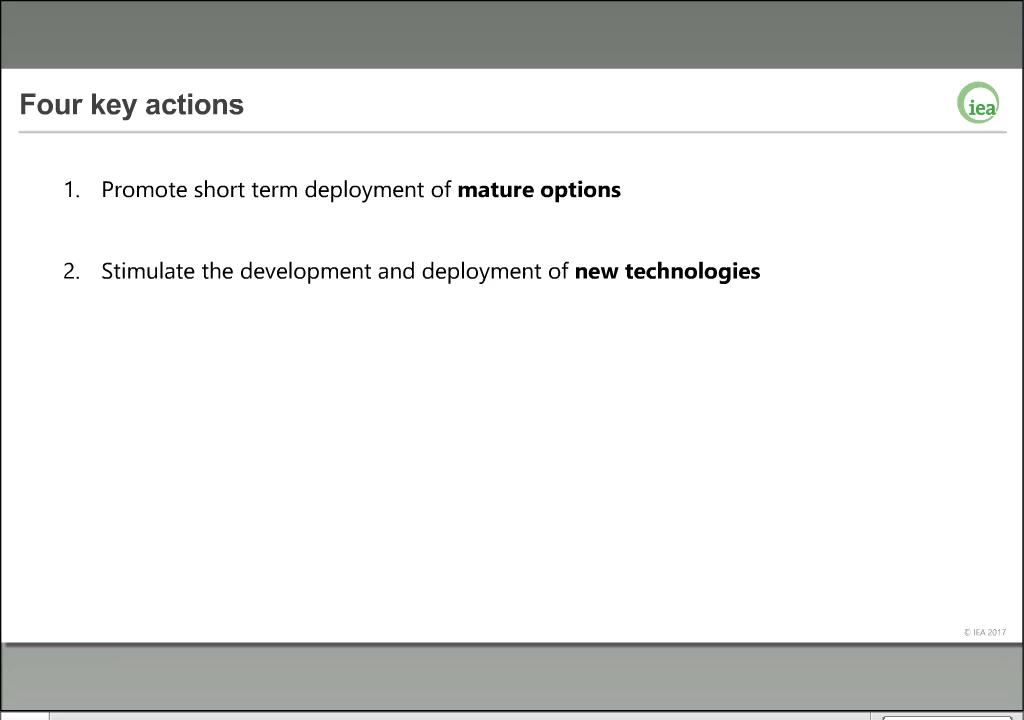 Four key actions
iea
1. Promote short term deployment of mature options
2. Stimulate the development and deployment of new technologies
© IEA 2017